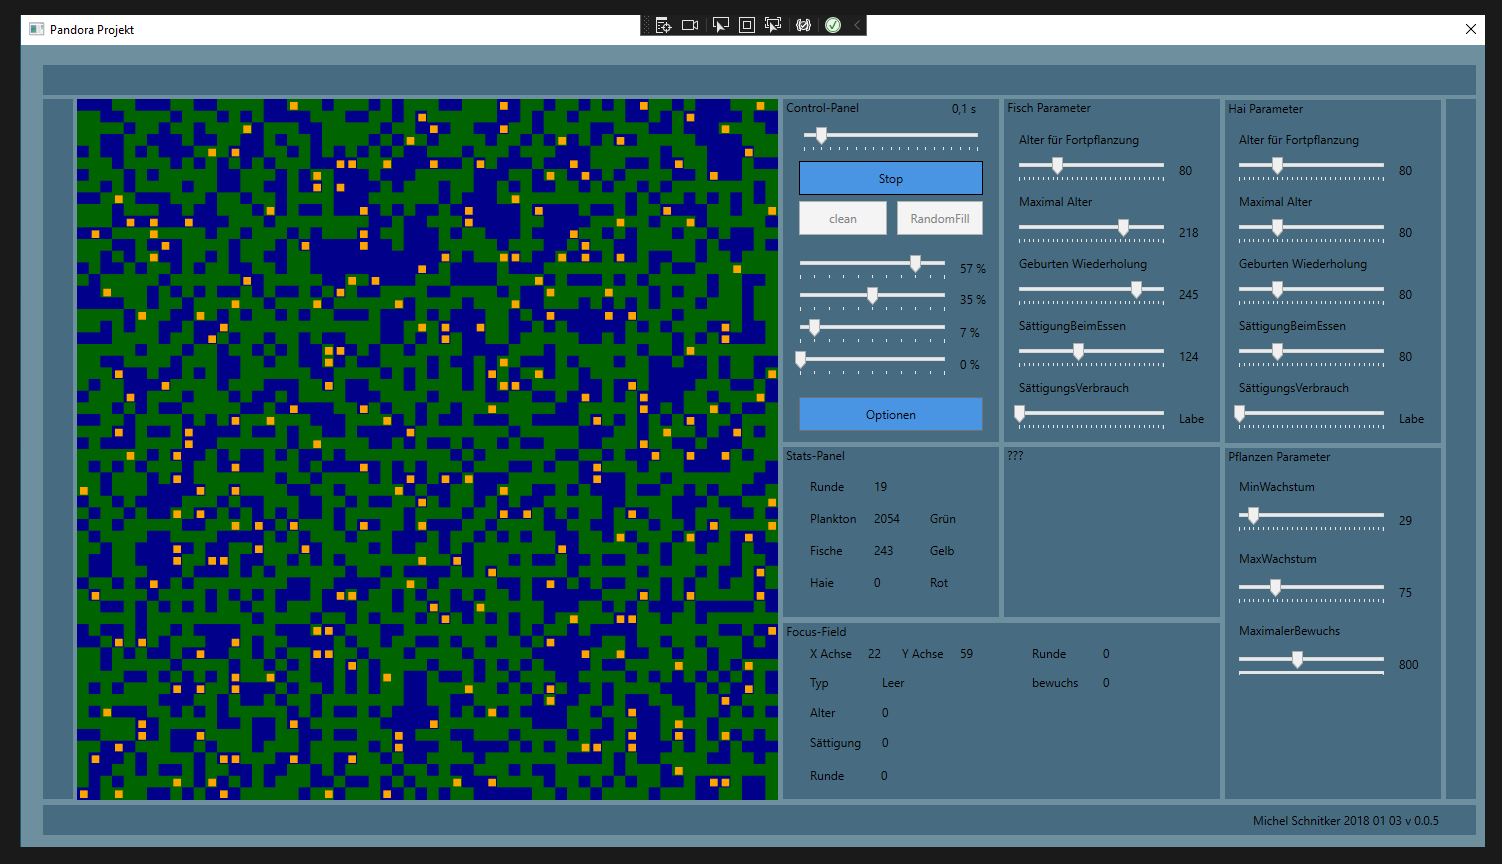 Pandora Projekt
Control-Panel 0,1 s
Stop
clean RandomFill
57 %
35 %
7 %
0 %
Optionen
Fisch Parameter
Alter für Fortpflanzung
80
Maximal Alter
218
Geburten Wiederholung
245
SättigungBeimEssen
124
SättigungsVerbrauch
Labe
Hai Parameter
Alter für Fortpflanzung
80
Maximal Alter
80
Geburten Wiederholung
80
SättigungBeimEssen
80
SättigungsVerbrauch
Labe
Stats-Panel
Runde 19
Plankton 2054 Grün
Fische 243 Gelb
Haie 0 Rot
???
Pflanzen Parameter
MinWachstum
29
MaxWachstum
75
MaximalerBewuchs
800
Focus-Field
X Achse 22 Y Achse 59 Runde 0
Typ Leer bewuchs 0
Alter 0
Sättigung 0
Runde 0
Michel Schnitker 2018 01 03 v 0.0.5